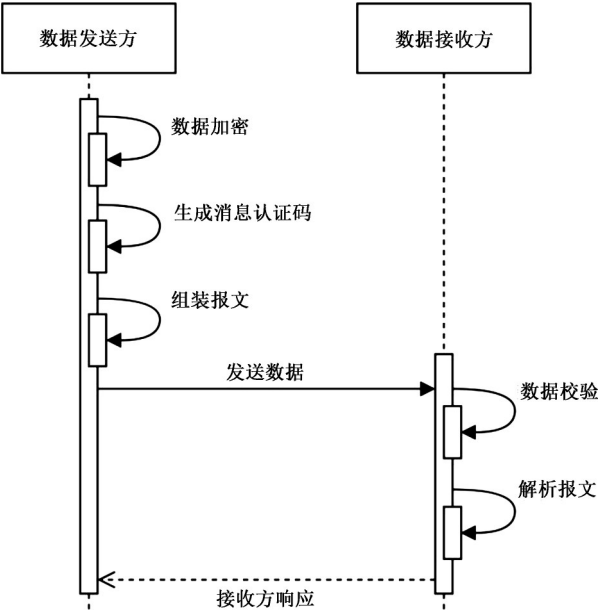 数据发送方
数据接收方
数据加密
生成消息认证码
组装报文
发送数据
数据校验
解析报文
接收方响应